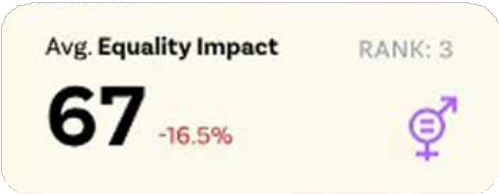 Avg. Equality Impact
RANK: 3
67 -16.5%